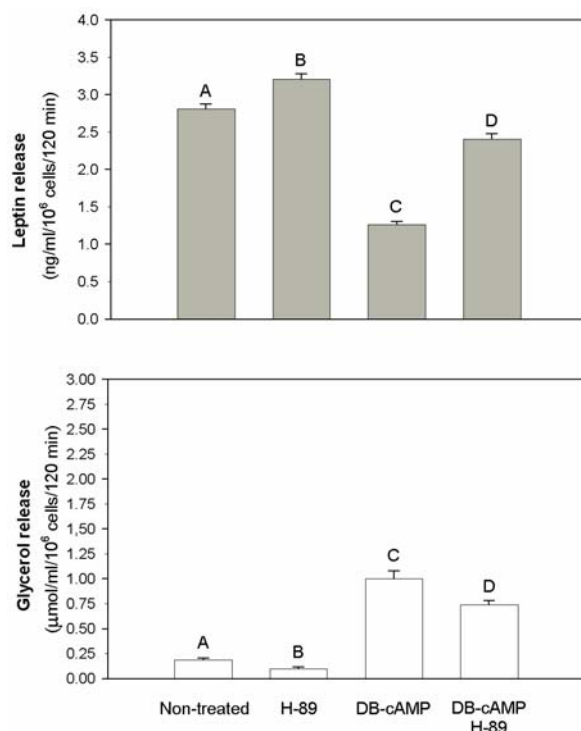 4.0
3.5
3.0
2.5
2.0
1.5
1.0
0.5
0.0
Leptin release
(ng/ml/10⁶ cells/120 min)
A
B
C
D
3.00
2.75
2.50
2.25
2.00
1.75
1,50
1.25
1.00
0.75
0.50
0.25
0.00
Glycerol release
(μmol/ml/10⁶ cells/120 min)
A
B
C
D
Non-treated
H-89
DB-cAMP
DB-cAMP
H-89